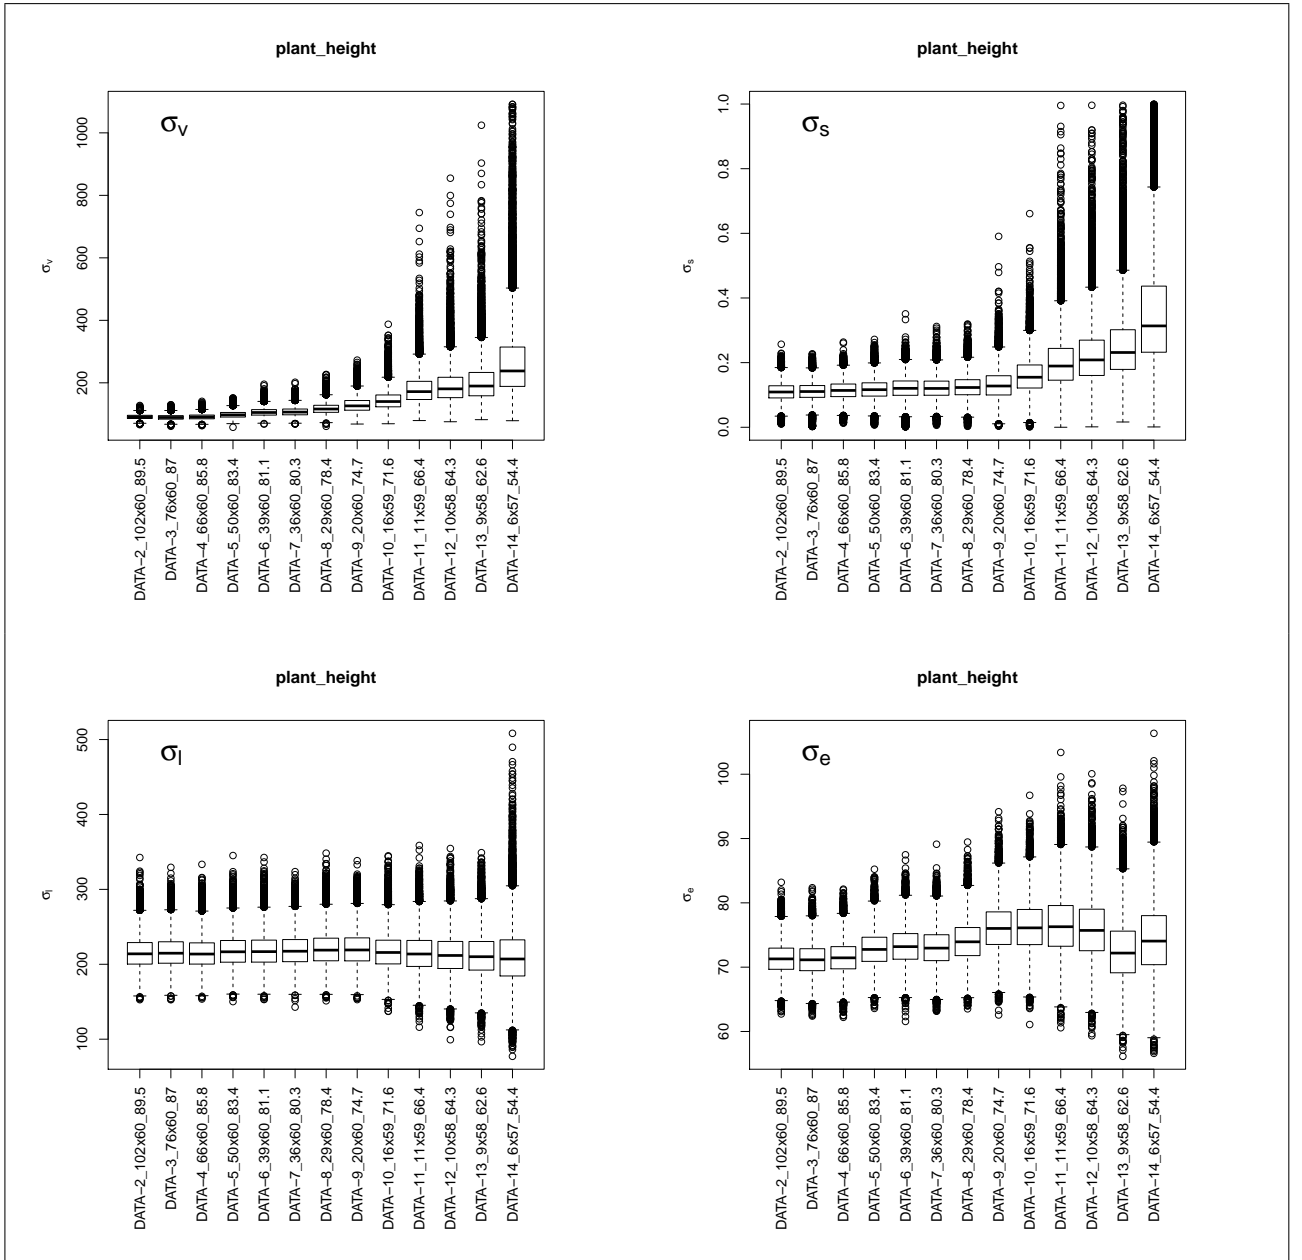 plant_height
σv
σv
200 400 600 800 1000
DATA−2_102x60_89.5
DATA−3_76x60_87
DATA−4_66x60_85.8
DATA−5_50x60_83.4
DATA−6_39x60_81.1
DATA−7_36x60_80.3
DATA−8_29x60_78.4
DATA−9_20x60_74.7
DATA−10_16x59_71.6
DATA−11_11x59_66.4
DATA−12_10x58_64.3
DATA−13_9x58_62.6
DATA−14_6x57_54.4
plant_height
σs
σs
0.0 0.2 0.4 0.6 0.8 1.0
DATA−2_102x60_89.5
DATA−3_76x60_87
DATA−4_66x60_85.8
DATA−5_50x60_83.4
DATA−6_39x60_81.1
DATA−7_36x60_80.3
DATA−8_29x60_78.4
DATA−9_20x60_74.7
DATA−10_16x59_71.6
DATA−11_11x59_66.4
DATA−12_10x58_64.3
DATA−13_9x58_62.6
DATA−14_6x57_54.4
plant_height
σl
σl
100 200 300 400 500
DATA−2_102x60_89.5
DATA−3_76x60_87
DATA−4_66x60_85.8
DATA−5_50x60_83.4
DATA−6_39x60_81.1
DATA−7_36x60_80.3
DATA−8_29x60_78.4
DATA−9_20x60_74.7
DATA−10_16x59_71.6
DATA−11_11x59_66.4
DATA−12_10x58_64.3
DATA−13_9x58_62.6
DATA−14_6x57_54.4
plant_height
σe
σe
60 70 80 90 100
DATA−2_102x60_89.5
DATA−3_76x60_87
DATA−4_66x60_85.8
DATA−5_50x60_83.4
DATA−6_39x60_81.1
DATA−7_36x60_80.3
DATA−8_29x60_78.4
DATA−9_20x60_74.7
DATA−10_16x59_71.6
DATA−11_11x59_66.4
DATA−12_10x58_64.3
DATA−13_9x58_62.6
DATA−14_6x57_54.4